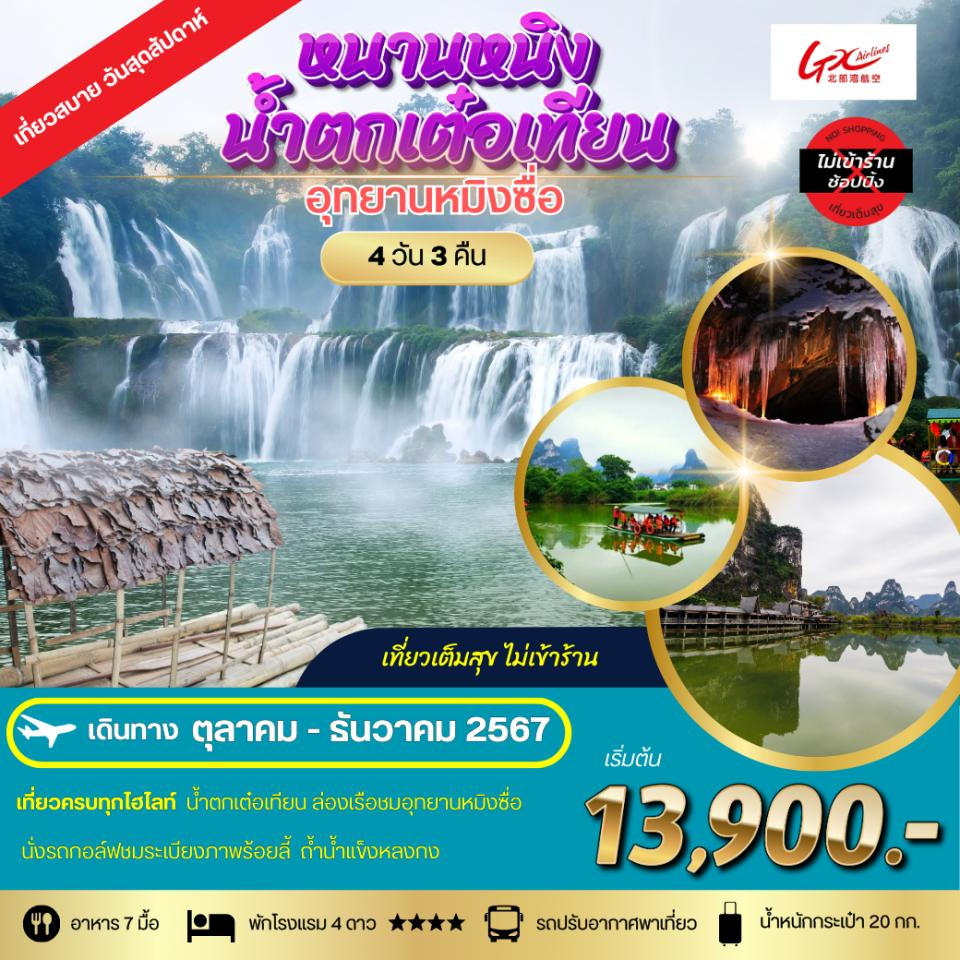 เที่ยวสบาย วันสุดสัปดาห์
หนานหนิง
น้ำตกเต๋อเทียน
อุทยานหมิงซื่อ
4 วัน 3 คืน
GX Airlines
北部湾航空
NO! SHOPPING
ไม่เข้าร้าน
ช้อปปิ้ง
เที่ยวเต็มสุข
เที่ยวเต็มสุข ไม่เข้าร้าน
เดินทาง ตุลาคม - ธันวาคม 2567
เที่ยวครบทุกไฮไลท์ น้ำตกเต๋อเทียน ล่องเรือชมอุทยานหมิงซื่อ
นั่งรถกอล์ฟชมระเบียงภาพร้อยลี้ ถ้ำน้ำแข็งหลงกง
เริ่มต้น
13,900.-
อาหาร 7 มื้อ
พักโรงแรม 4 ดาว
รถปรับอากาศพาเที่ยว
น้ำหนักกระเป๋า 20 กก.